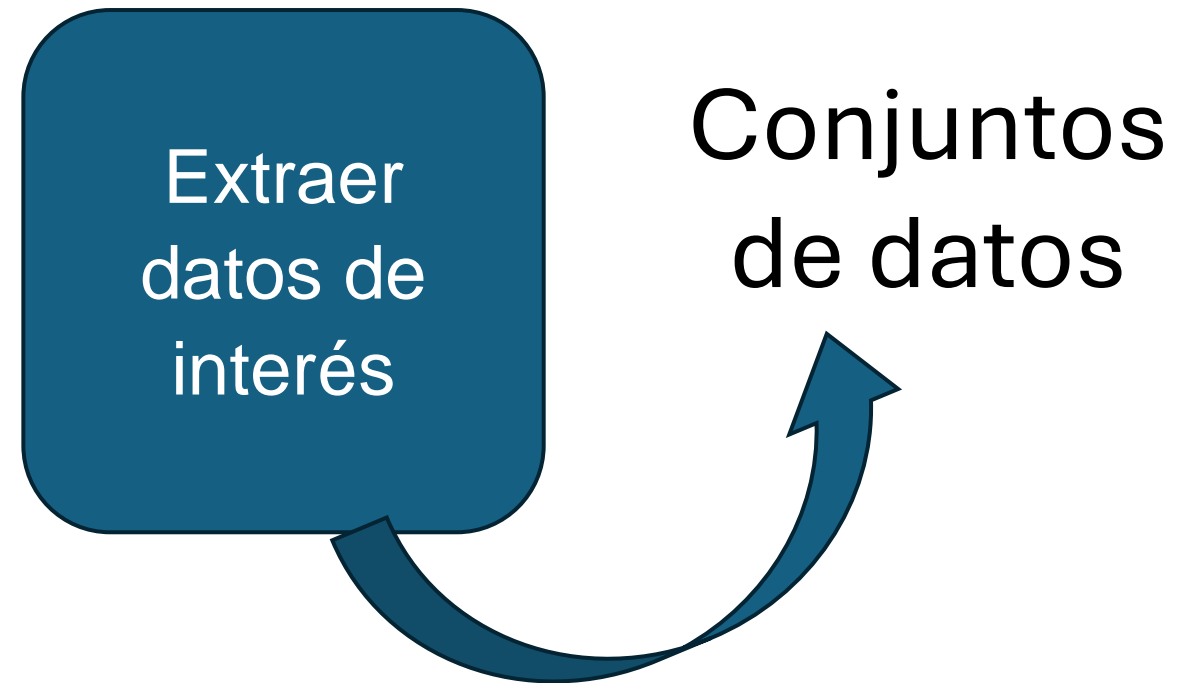 Extraer
datos de
interés
Conjuntos
de datos